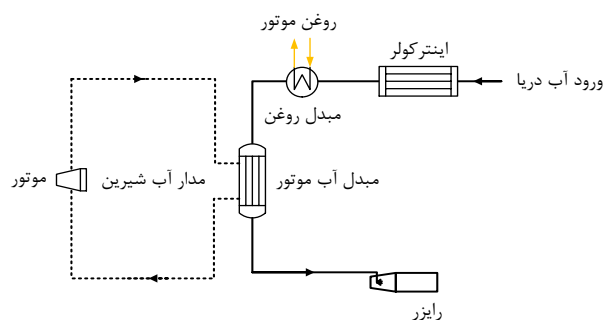 روغن موتور
اینترکولر
ورود آب دریا
مبدل روغن
موتور
مدار آب شیرین
مبدل آب موتور
رایزر